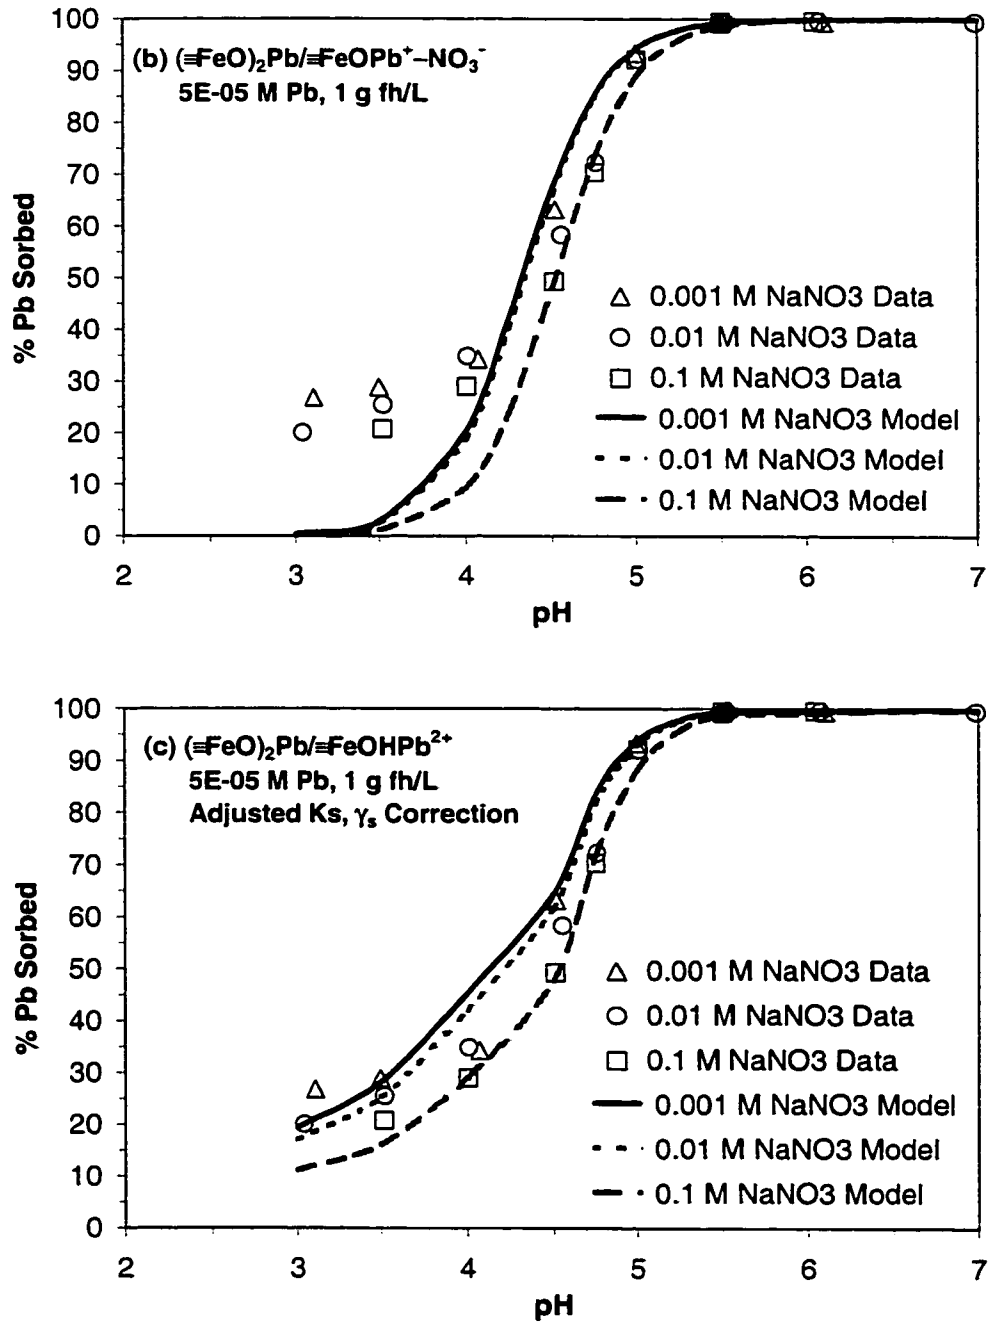 100
90
80
70
60
50
40
30
20
10
0
% Pb Sorbed
(b) (≡FeO)₂Pb/≡FeOPb⁺–NO₃⁻
5E-05 M Pb, 1 g fh/L
0.001 M NaNO3 Data
0.01 M NaNO3 Data
0.1 M NaNO3 Data
0.001 M NaNO3 Model
0.01 M NaNO3 Model
0.1 M NaNO3 Model
2 3 4 5 6 7
pH
100
90
80
70
60
50
40
30
20
10
0
% Pb Sorbed
(c) (≡FeO)₂Pb/≡FeOHPb²⁺
5E-05 M Pb, 1 g fh/L
Adjusted Ks, γₛ Correction
0.001 M NaNO3 Data
0.01 M NaNO3 Data
0.1 M NaNO3 Data
0.001 M NaNO3 Model
0.01 M NaNO3 Model
0.1 M NaNO3 Model
2 3 4 5 6 7
pH